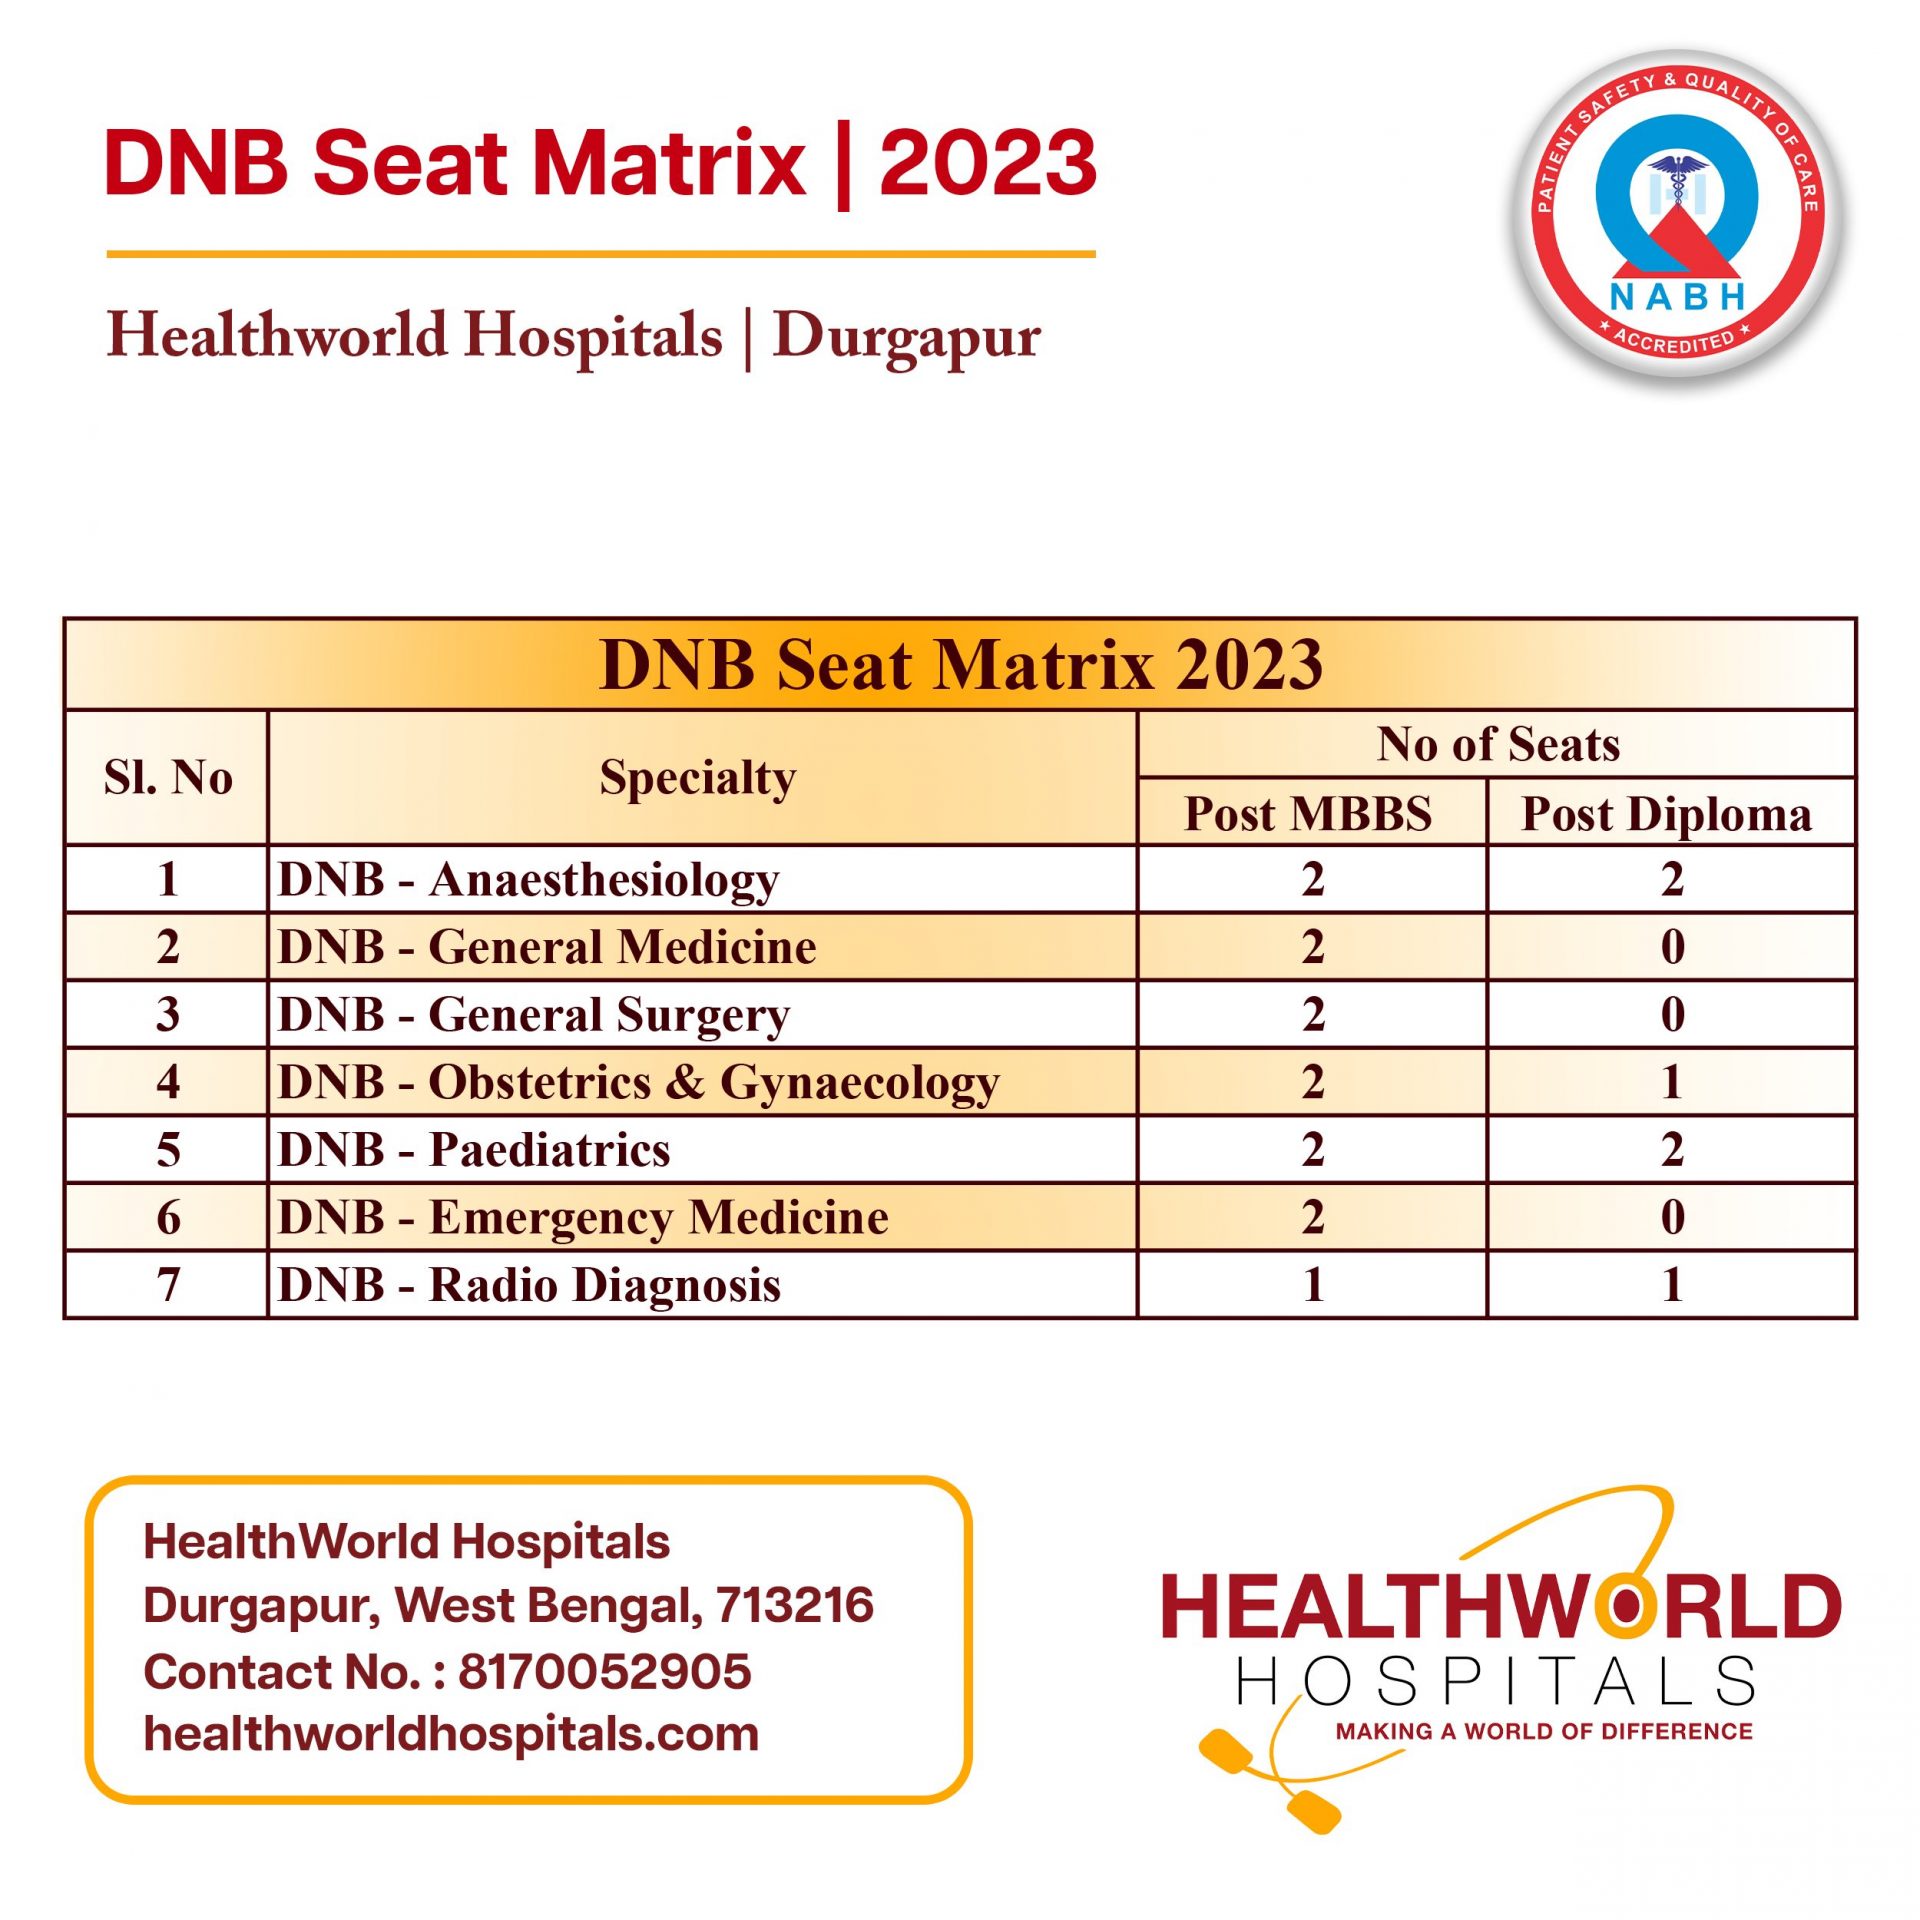 DNB Seat Matrix | 2023
Healthworld Hospitals | Durgapur
PATIENT SAFETY & QUALITY OF CARE
NABH
★ ACCREDITED ★
DNB Seat Matrix 2023
Sl. No Specialty No of Seats
Post MBBS Post Diploma
1 DNB - Anaesthesiology 2 2
2 DNB - General Medicine 2 0
3 DNB - General Surgery 2 0
4 DNB - Obstetrics & Gynaecology 2 1
5 DNB - Paediatrics 2 2
6 DNB - Emergency Medicine 2 0
7 DNB - Radio Diagnosis 1 1
HealthWorld Hospitals
Durgapur, West Bengal, 713216
Contact No. : 8170052905
healthworldhospitals.com
HEALTHWORLD
HOSPITALS
MAKING A WORLD OF DIFFERENCE